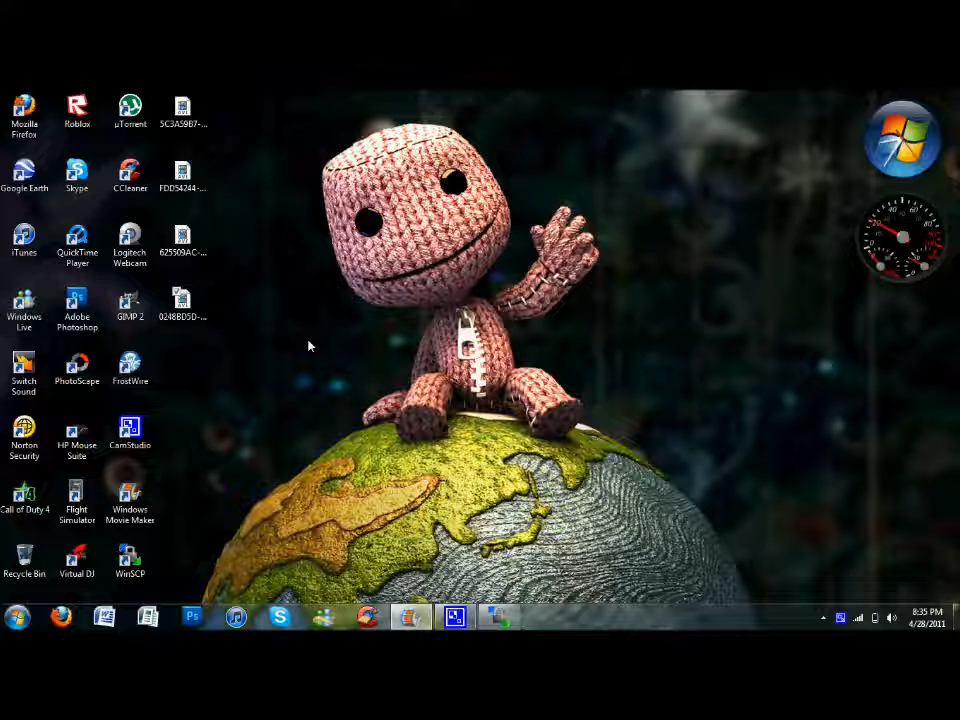 Mozilla
Firefox
Roblox
µTorrent
5C3A59B7-...
Google Earth
Skype
CCleaner
FDD54244-...
iTunes
QuickTime
Player
Logitech
Webcam
625509AC-...
Windows
Live
Adobe
Photoshop
GIMP 2
0248BD5D-...
Switch
Sound
PhotoScape
FrostWire
Norton
Security
HP Mouse
Suite
CamStudio
Call of Duty 4
Flight
Simulator
Windows
Movie Maker
Recycle Bin
Virtual DJ
WinSCP
Ps
8:35 PM
4/28/2011